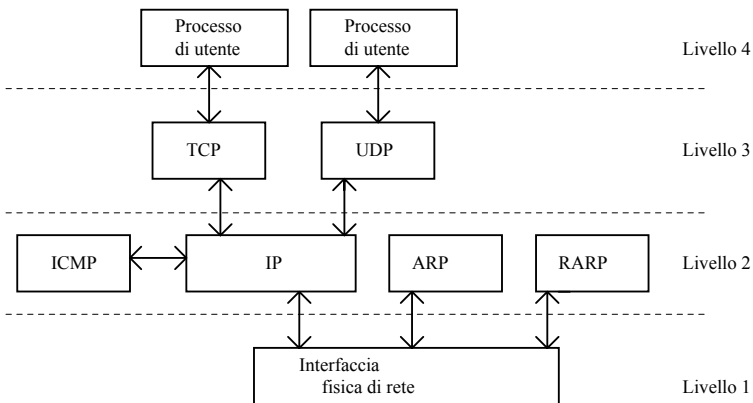 Processo
di utente
Processo
di utente
Livello 4
TCP
UDP
Livello 3
ICMP
IP
ARP
RARP
Livello 2
Interfaccia
fisica di rete
Livello 1